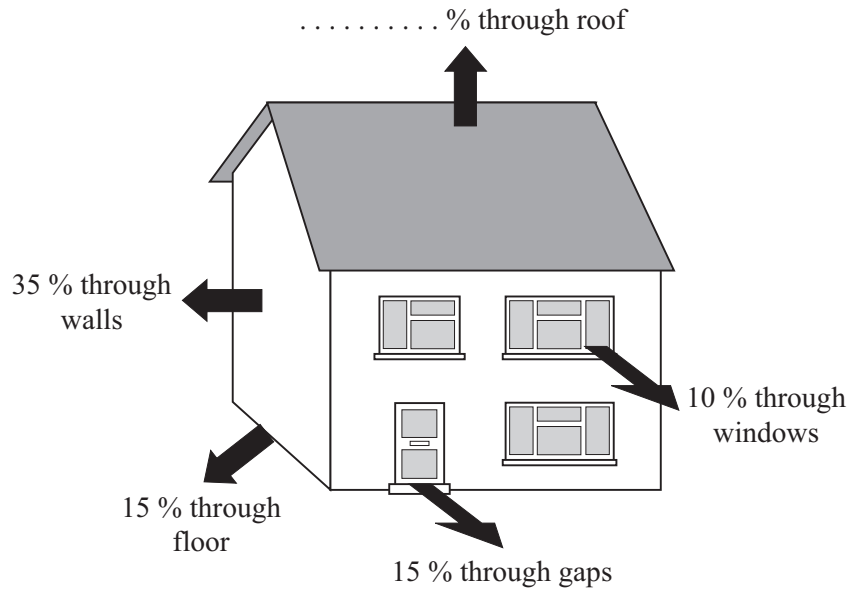 . . . . . . . . . . % through roof
35 % through
walls
10 % through
windows
15 % through
floor
15 % through gaps